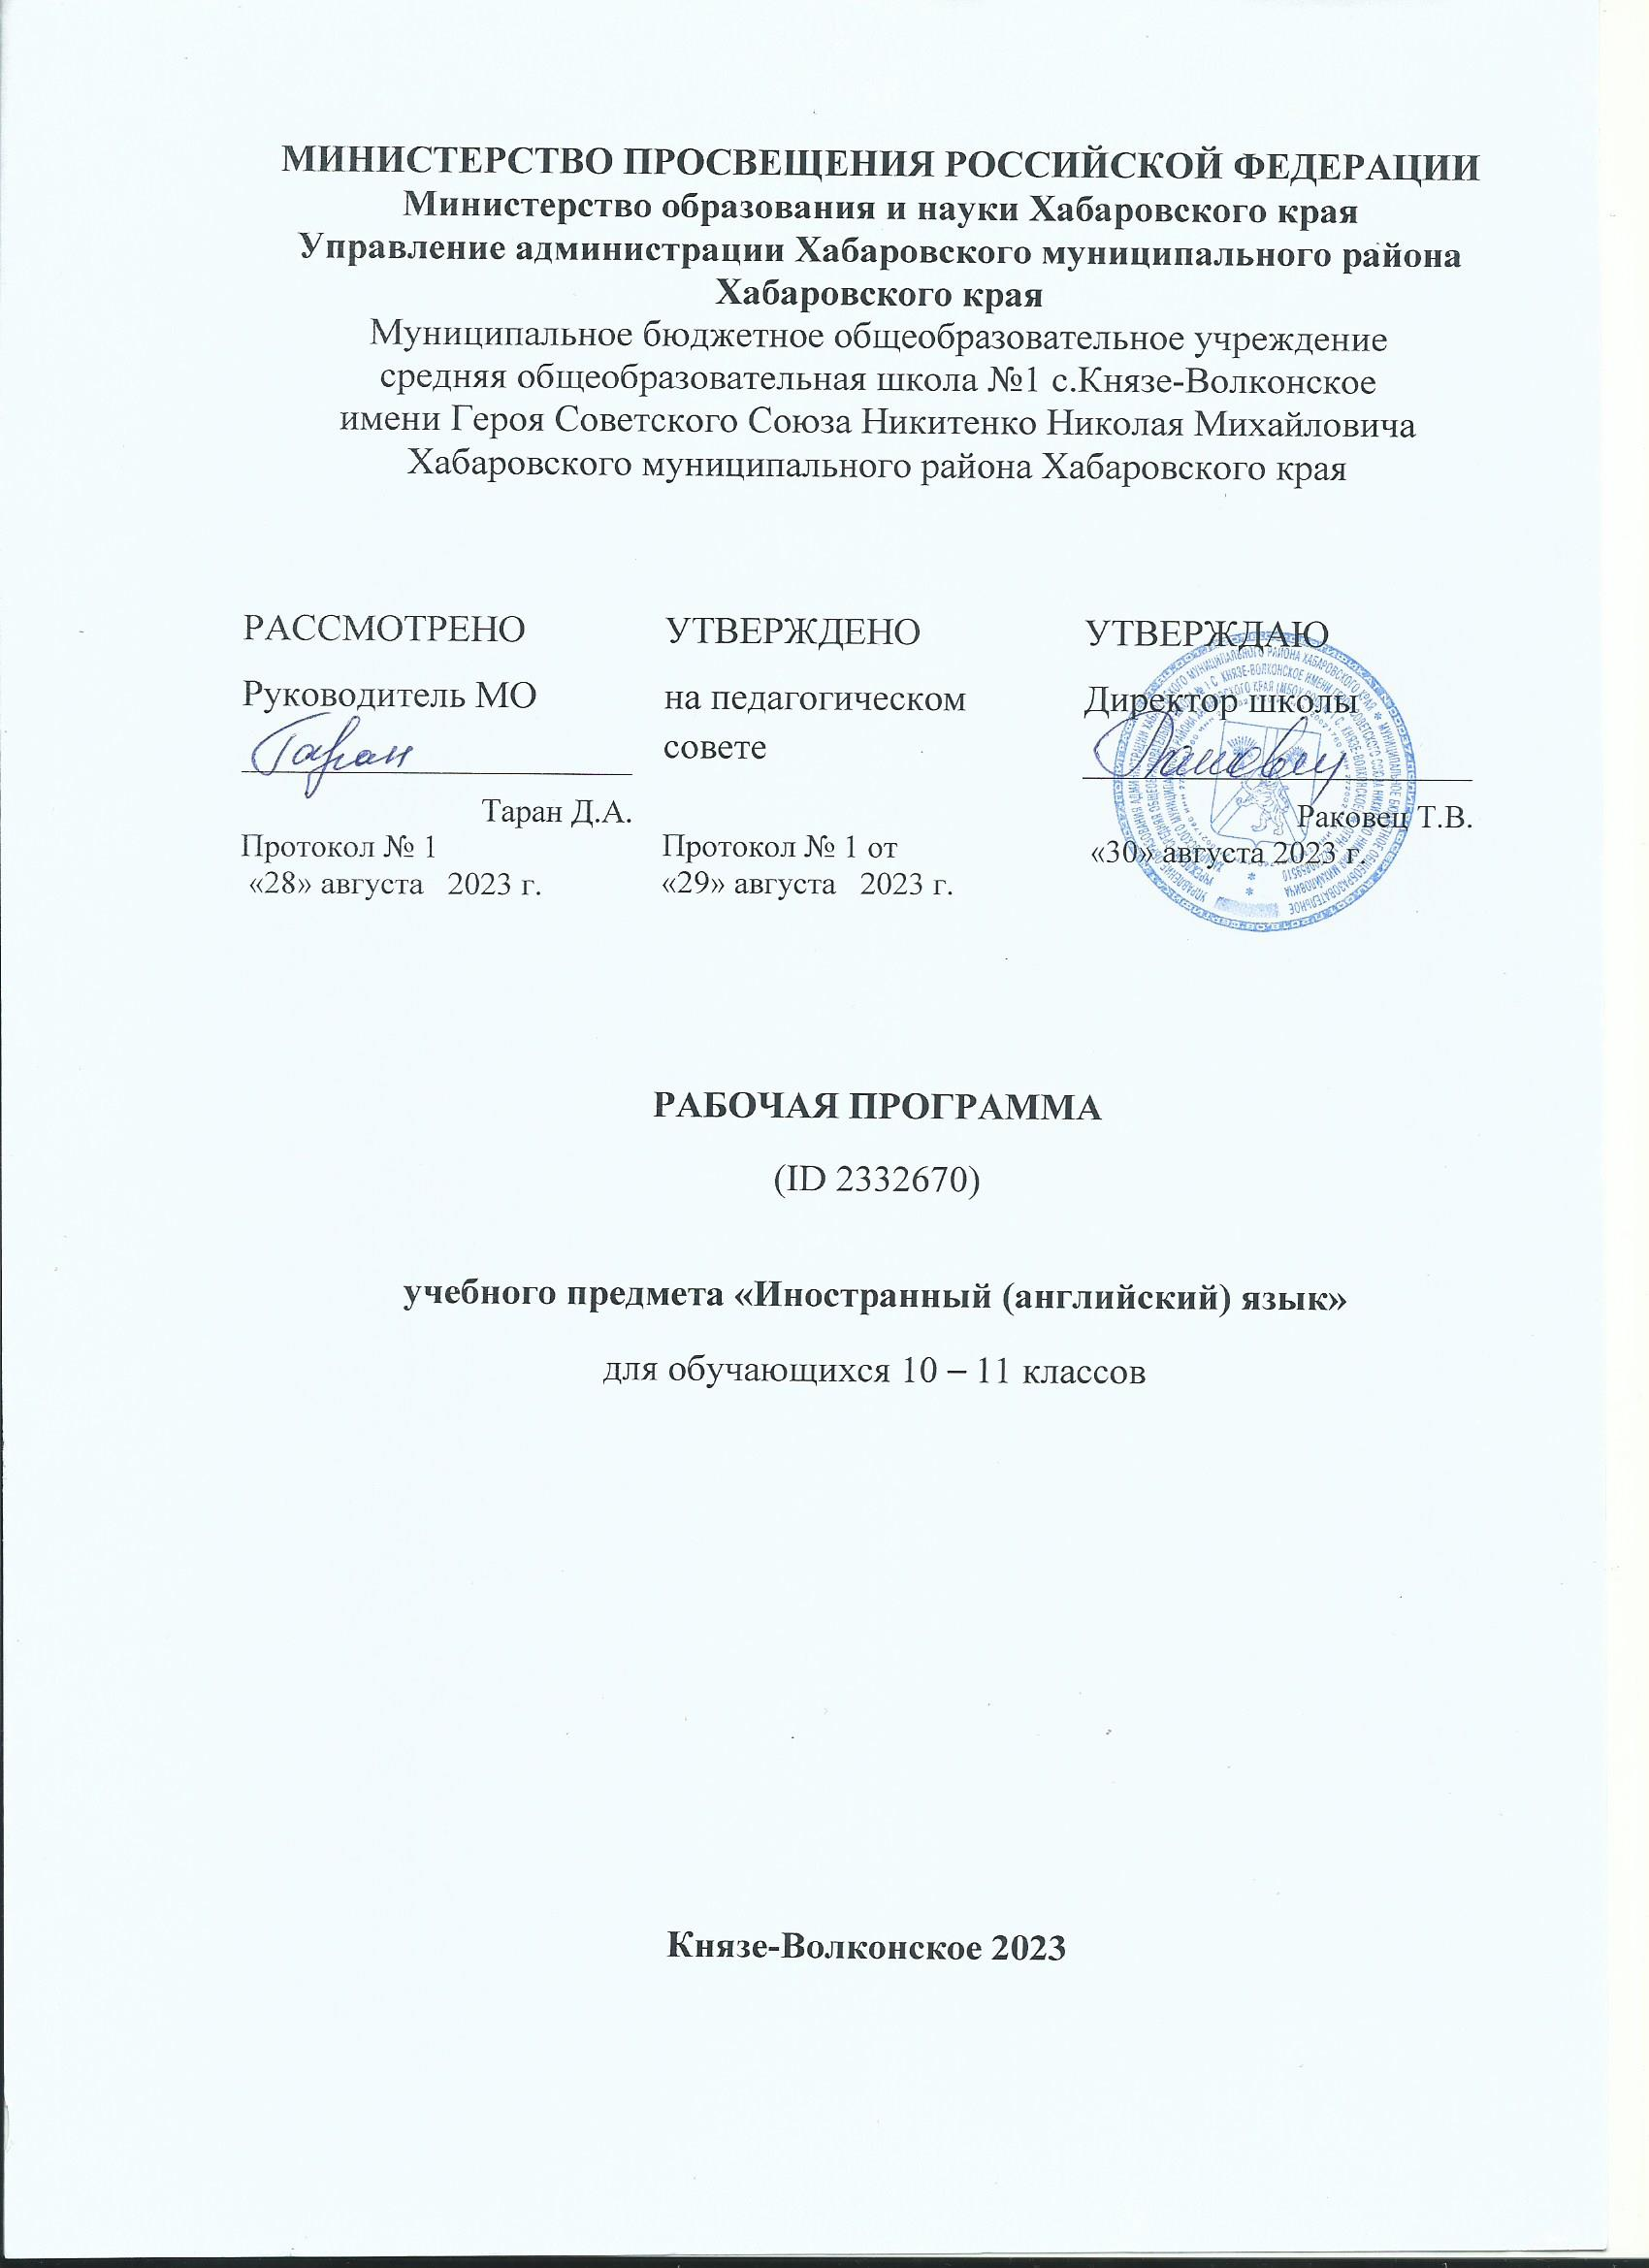 МИНИСТЕРСТВО ПРОСВЕЩЕНИЯ РОССИЙСКОЙ ФЕДЕРАЦИИ
Министерство образования и науки Хабаровского края
Управление администрации Хабаровского муниципального района
Хабаровского края
Муниципальное бюджетное общеобразовательное учреждение
средняя общеобразовательная школа №1 с.Князе-Волконское
имени Героя Советского Союза Никитенко Николая Михайловича
Хабаровского муниципального района Хабаровского края
РАССМОТРЕНО
Руководитель МО
Таран
Таран Д.А.
Протокол № 1
«28» августа 2023 г.
УТВЕРЖДЕНО
на педагогическом
совете
Протокол № 1 от
«29» августа 2023 г.
УТВЕРЖДАЮ
Директор школы
Раковец Т.В.
«30» августа 2023 г.
РАБОЧАЯ ПРОГРАММА
(ID 2332670)
учебного предмета «Иностранный (английский) язык»
для обучающихся 10 – 11 классов
Князе-Волконское 2023